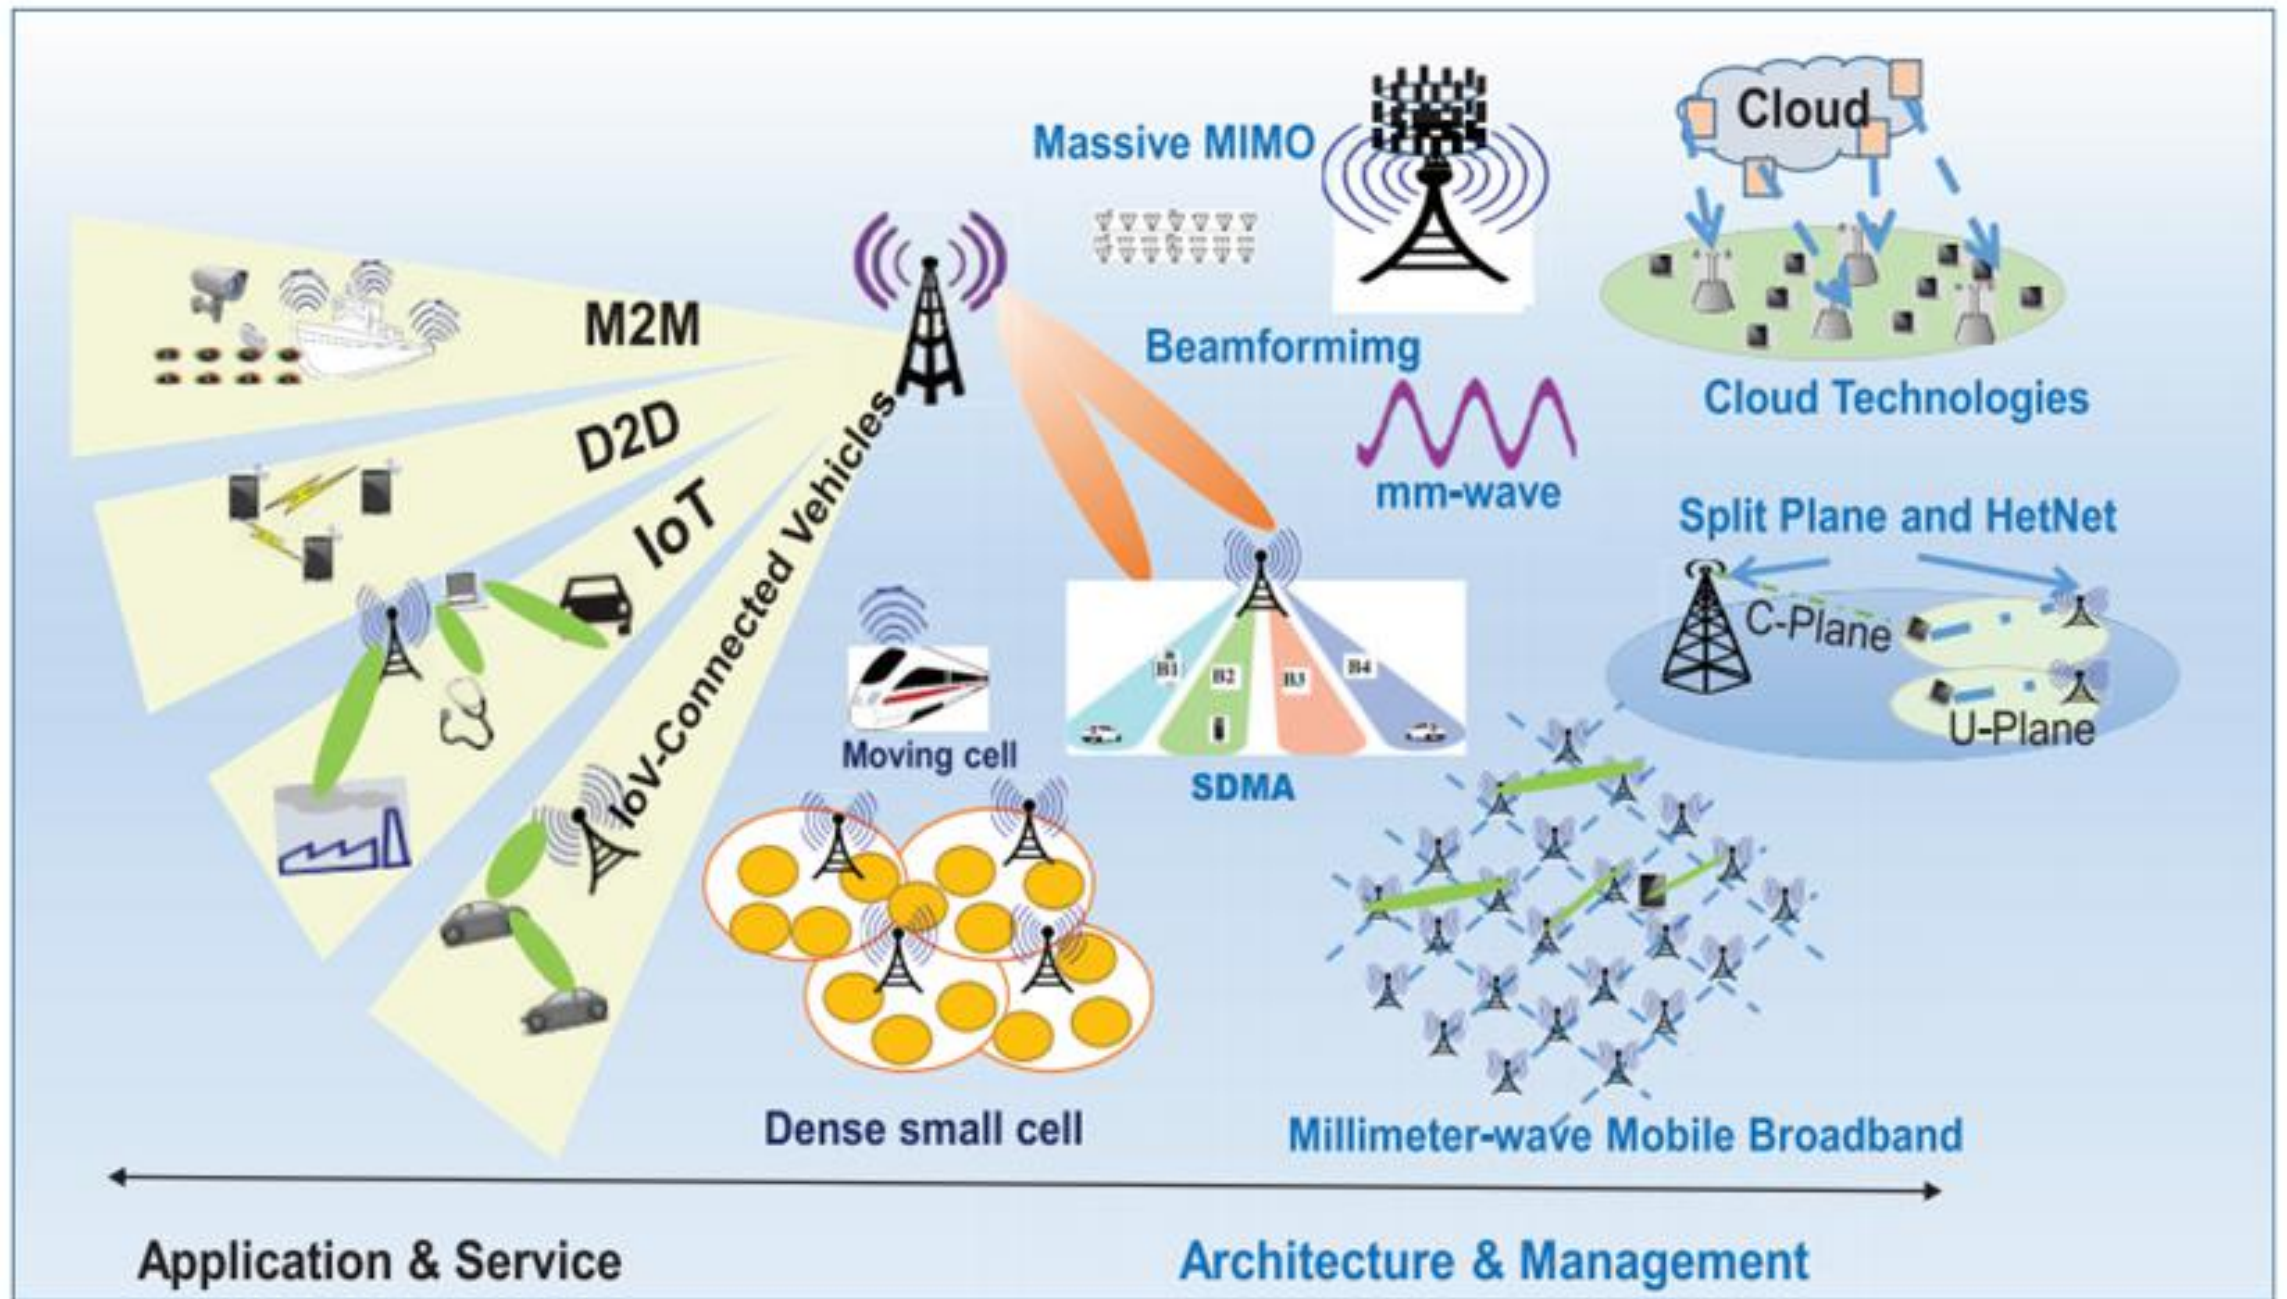 Massive MIMO
Cloud
M2M
Beamformimg
Cloud Technologies
D2D
mm-wave
IoT
Split Plane and HetNet
IoV-Connected Vehicles
C-Plane
B1
B2
B3
B4
U-Plane
Moving cell
SDMA
Dense small cell
Millimeter-wave Mobile Broadband
Application & Service
Architecture & Management